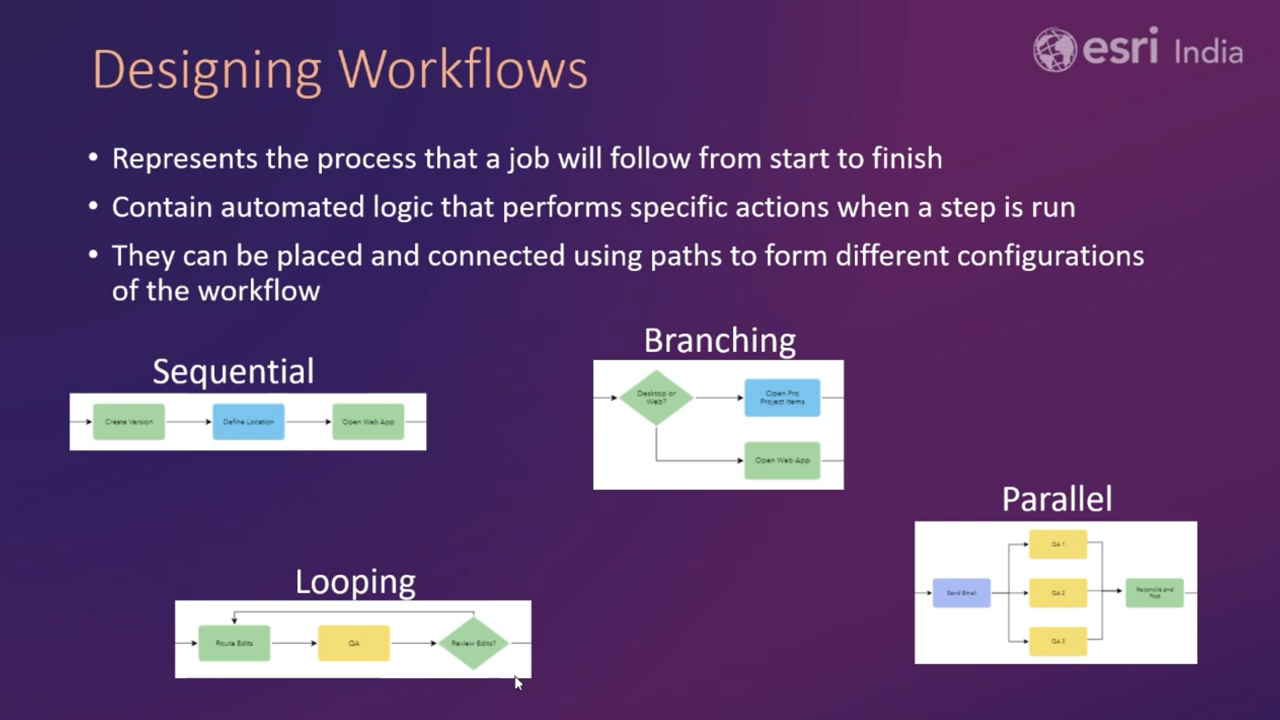 Designing Workflows
esri India
• Represents the process that a job will follow from start to finish
• Contain automated logic that performs specific actions when a step is run
• They can be placed and connected using paths to form different configurations
of the workflow
Sequential
Create Version
Define Location
Open Web App
Branching
Desktop or
Web?
Open Pro
Project Items
Open Web App
Looping
Route Edits
QA
Review Edits?
Parallel
Send Email
QA 1
QA 2
QA 3
Reconcile and
Post